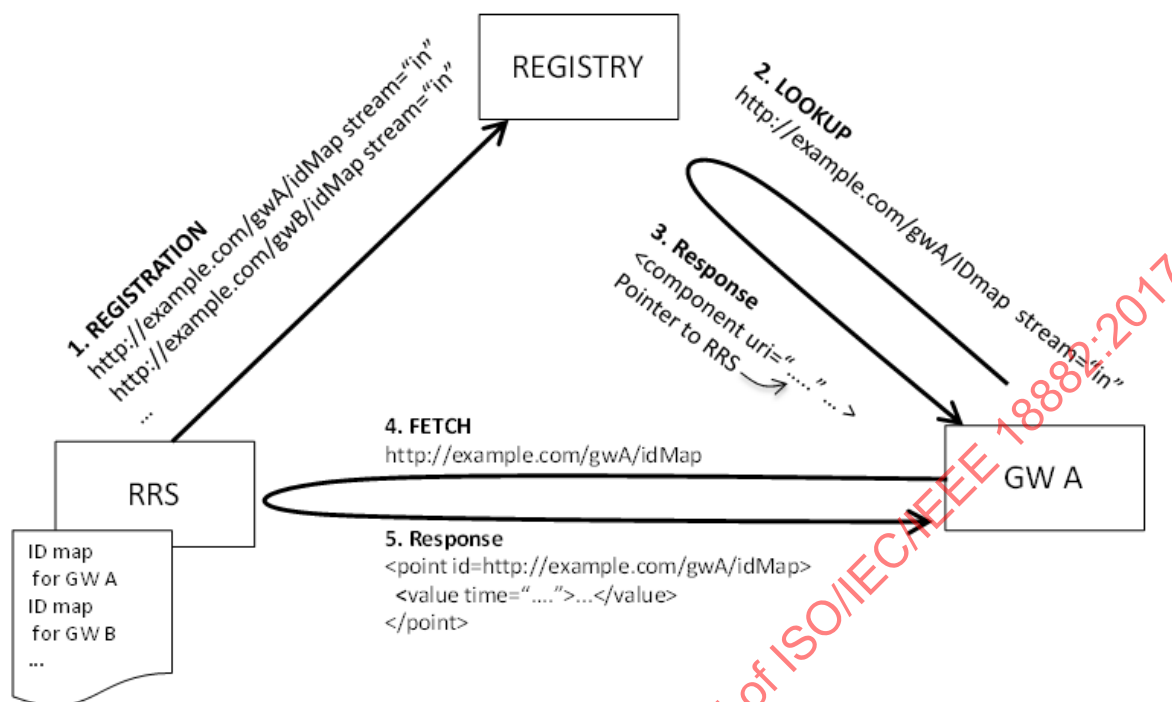 REGISTRY
1. REGISTRATION
http://example.com/gwA/idMap stream=“in”
http://example.com/gwB/idMap stream=“in”
...
2. LOOKUP
http://example.com/gwA/IDmap stream=“in”
3. Response
<component uri=“.....”... >
Pointer to RRS
4. FETCH
http://example.com/gwA/idMap
RRS
GW A
5. Response
<point id=http://example.com/gwA/idMap>
<value time=“....”>...</value>
</point>
ID map
for GW A
ID map
for GW B
...
of ISO/IEC/IEEE 18882:2017